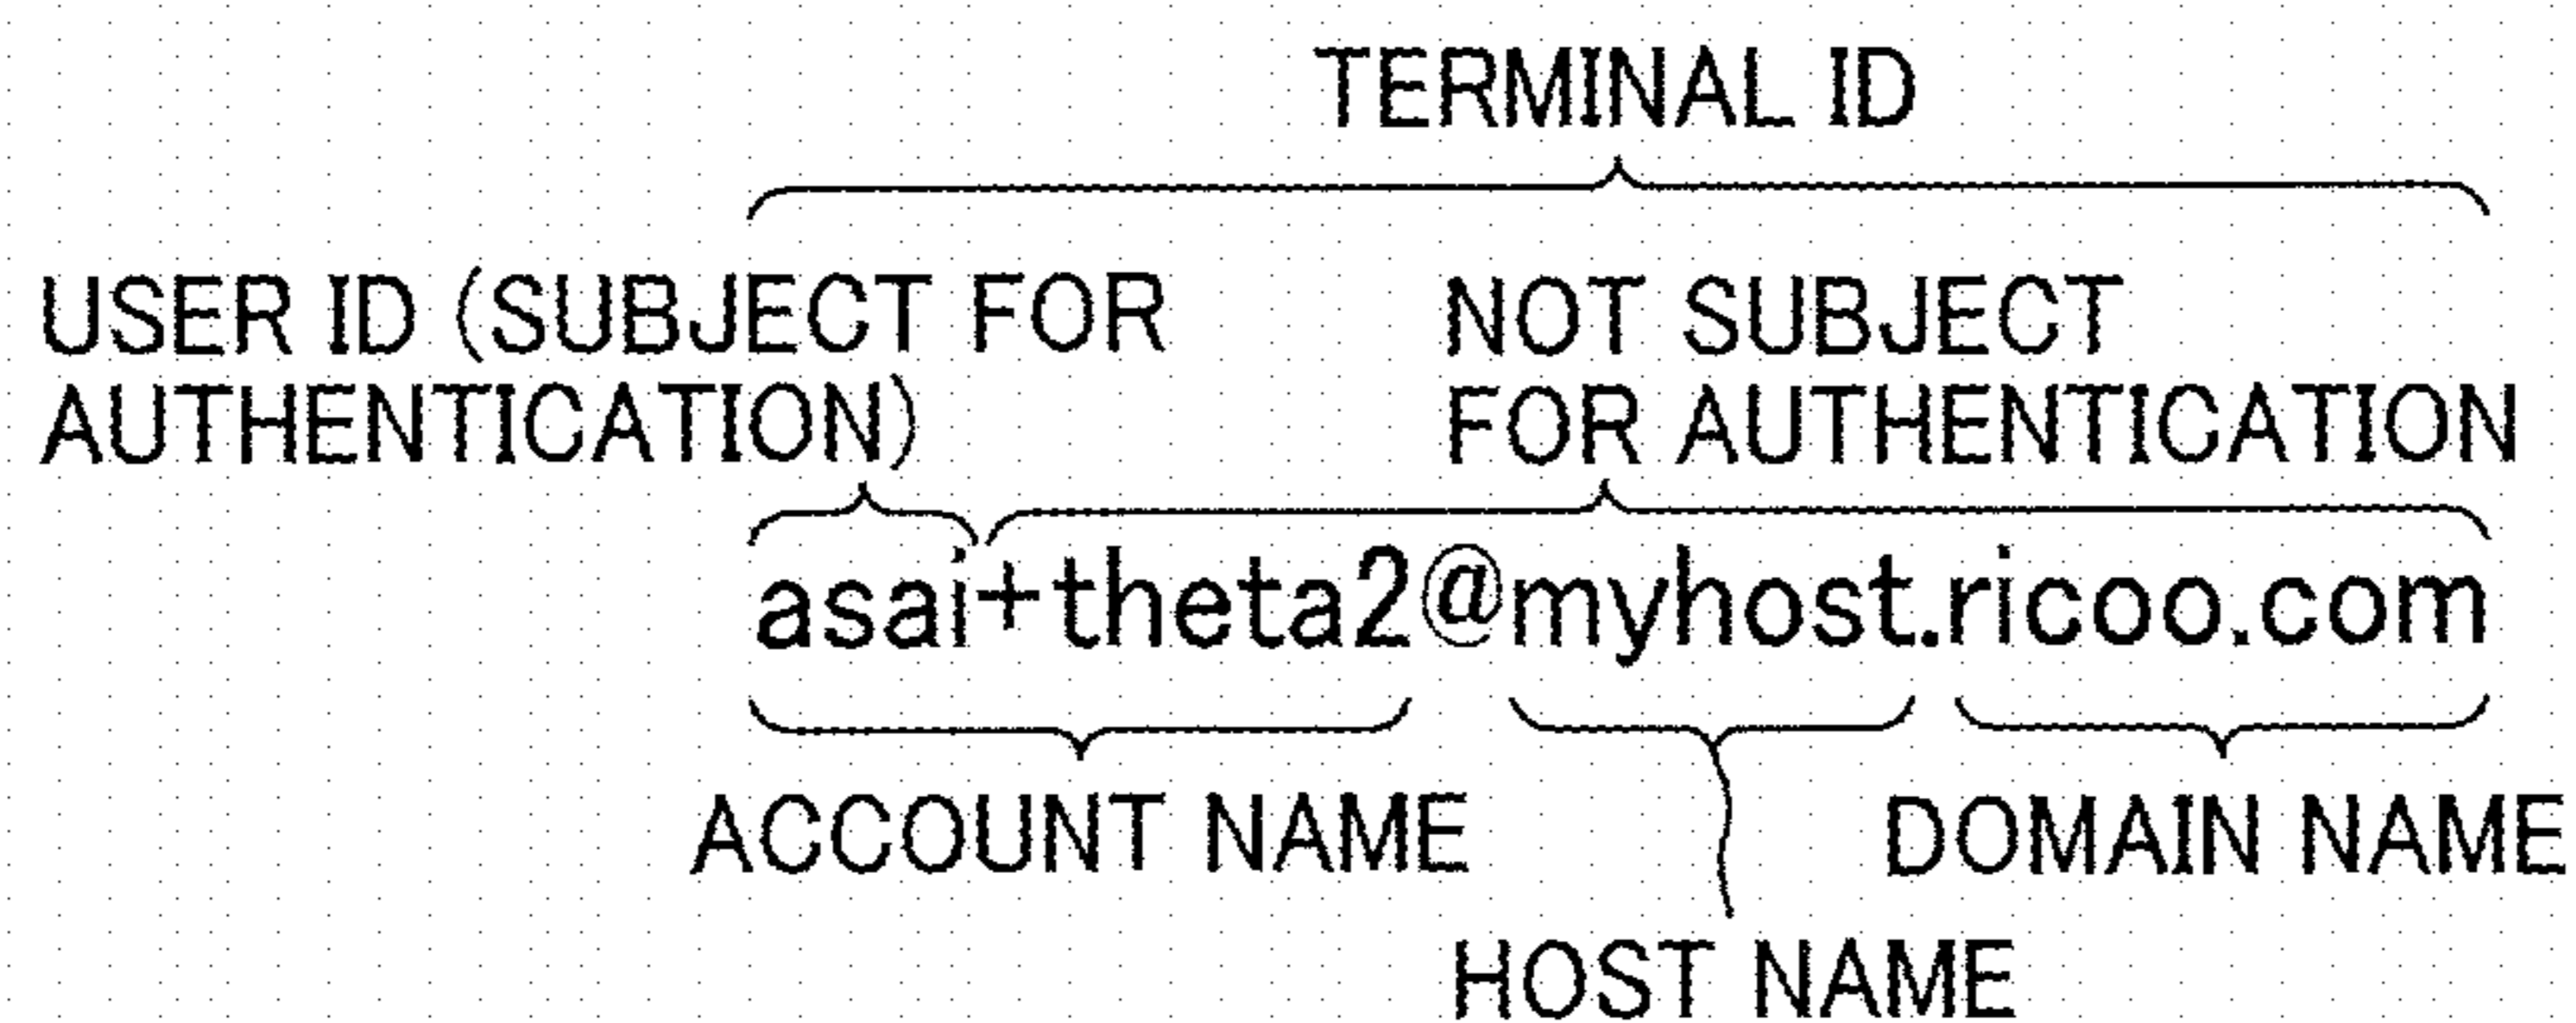 TERMINAL ID
USER ID (SUBJECT FOR
AUTHENTICATION)
NOT SUBJECT
FOR AUTHENTICATION
asai+theta2@myhost.ricoo.com
ACCOUNT NAME
DOMAIN NAME
HOST NAME